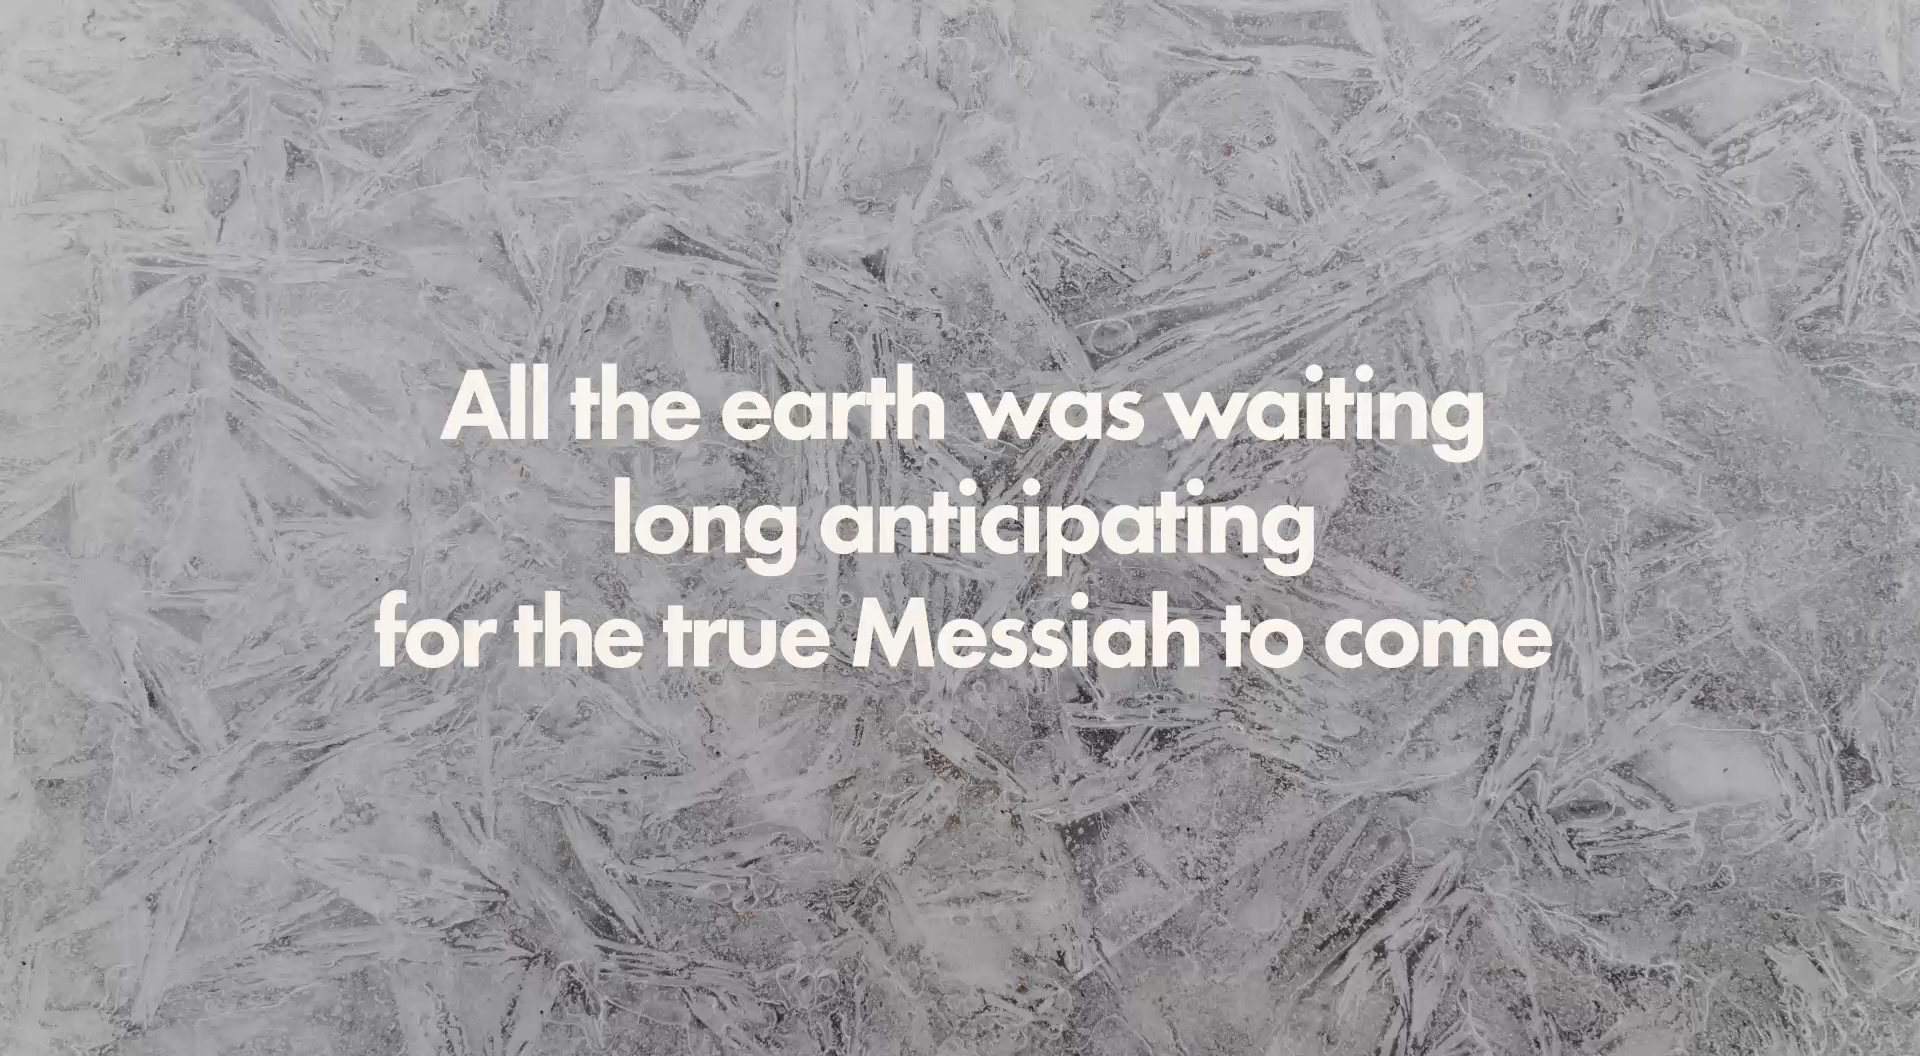 All the earth was waiting
long anticipating
for the true Messiah to come